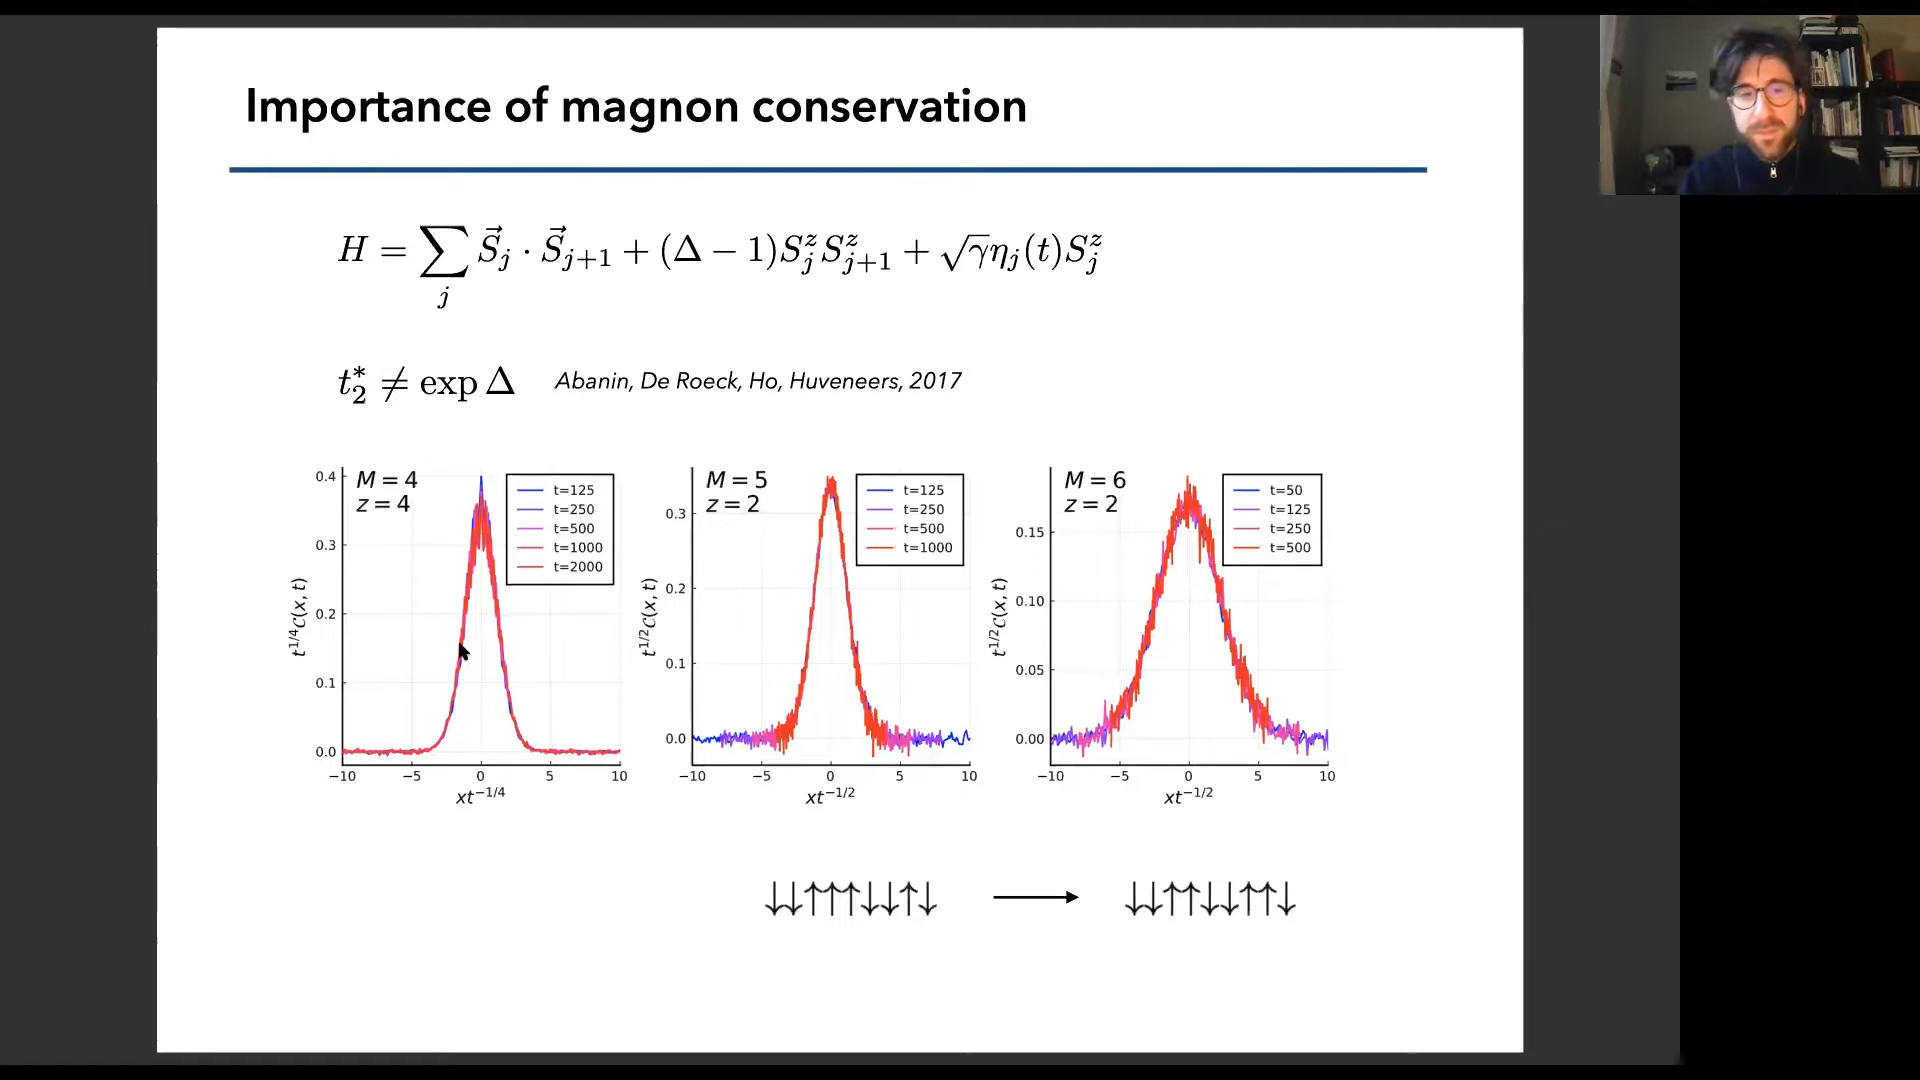 Importance of magnon conservation
H = ∑_j S⃗_j · S⃗_{j+1} + (Δ − 1)S^z_j S^z_{j+1} + √γ η_j(t) S^z_j
t^*_2 ≠ exp Δ   Abanin, De Roeck, Ho, Huveneers, 2017
M = 4
z = 4
t=125
t=250
t=500
t=1000
t=2000
0.4
0.3
0.2
0.1
0.0
t^{1/4}C(x, t)
−10 −5 0 5 10
xt^{−1/4}
M = 5
z = 2
t=125
t=250
t=500
t=1000
0.3
0.2
0.1
0.0
t^{1/2}C(x, t)
−10 −5 0 5 10
xt^{−1/2}
M = 6
z = 2
t=50
t=125
t=250
t=500
0.15
0.10
0.05
0.00
t^{1/2}C(x, t)
−10 −5 0 5 10
xt^{−1/2}
↓↓↑↑↑↓↓↑↓ ⟶ ↓↓↑↑↓↓↑↑↓